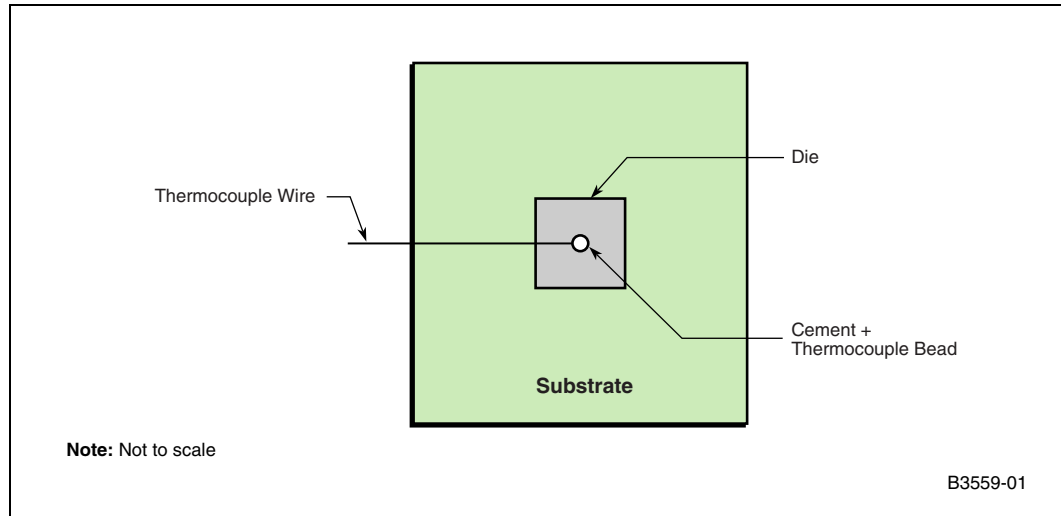 Die
Thermocouple Wire
Cement +
Thermocouple Bead
Substrate
Note: Not to scale
B3559-01